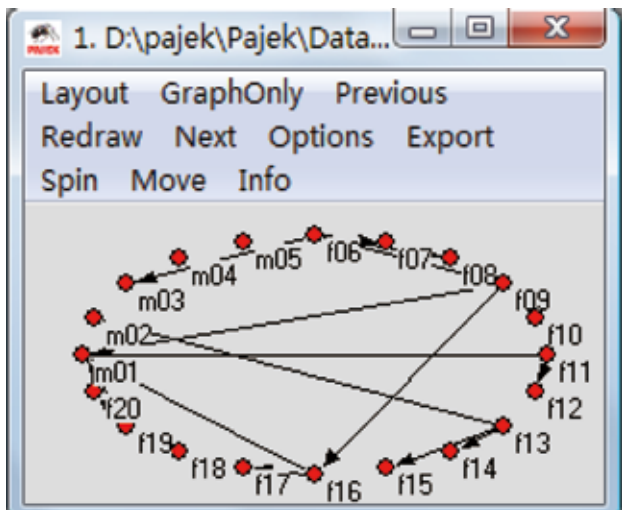 PAJEK
1. D:\pajek\Pajek\Data...
Layout GraphOnly Previous
Redraw Next Options Export
Spin Move Info
m05 f06 f07
m04 f08
m03 f09
m02 f10
m01 f11
f20 f12
f19 f13
f18 f17 f16 f15 f14